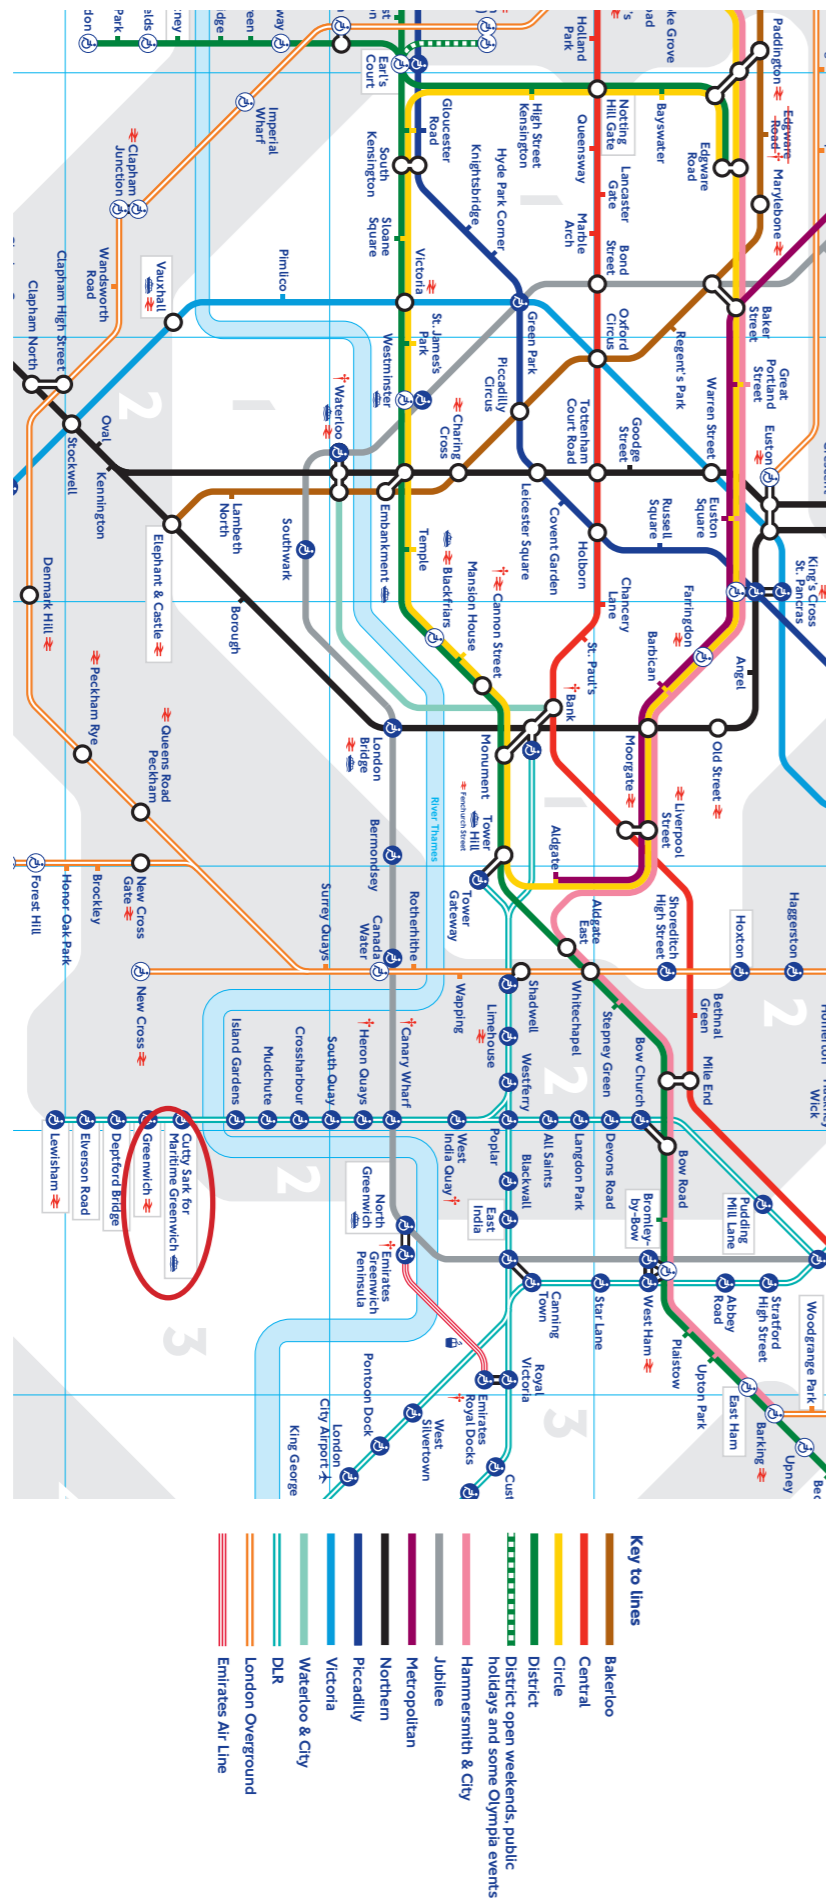 Paddington
Edgware
Road
Marylebone
Edgware
Road
Bayswater
Notting
Hill Gate
High Street
Kensington
Holland
Park
Queensway
Lancaster
Gate
Marble
Arch
Bond
Street
Oxford
Circus
Tottenham
Court Road
Holborn
Chancery
Lane
St. Paul's
Bank
Baker
Street
Great
Portland
Street
Euston
Square
King's Cross
St. Pancras
Farringdon
Barbican
Moorgate
Liverpool
Street
Aldgate
Aldgate
East
Regent's Park
Warren Street
Euston
Goodge
Street
Russell
Square
Angel
Old Street
Haggerston
Hoxton
Shoreditch
High Street
Bethnal
Green
Mile End
Whitechapel
Stepney Green
Bow Church
Bow Road
Bromley-
by-Bow
Pudding
Mill Lane
Stratford
High Street
Abbey
Road
West Ham
Plaistow
Upton Park
East Ham
Barking
Upney
Woodgrange Park
Earl's
Court
Gloucester
Road
South
Kensington
Knightsbridge
Hyde Park Corner
Green Park
Piccadilly
Circus
Leicester Square
Covent Garden
Sloane
Square
Victoria
St. James's
Park
Westminster
Charing
Cross
Embankment
Temple
Blackfriars
Mansion House
Cannon Street
Monument
Tower
Hill
Fenchurch Street
Tower
Gateway
Shadwell
Limehouse
Westferry
Poplar
Blackwall
East
India
Canning
Town
Star Lane
Royal
Victoria
Devons Road
Langdon Park
All Saints
West
India Quay
Canary Wharf
Heron Quays
South Quay
Crossharbour
Mudchute
Island Gardens
Cutty Sark for
Maritime Greenwich
Greenwich
Deptford Bridge
Elverson Road
Lewisham
North
Greenwich
Emirates
Greenwich
Peninsula
Emirates
Royal Docks
West
Silvertown
Pontoon Dock
London
City Airport
King George
River Thames
Wapping
Rotherhithe
Canada
Water
Surrey Quays
Bermondsey
London
Bridge
Southwark
Waterloo
Lambeth
North
Elephant & Castle
Borough
Pimlico
Vauxhall
Imperial
Wharf
Clapham
Junction
Wandsworth
Road
Clapham High Street
Clapham North
Stockwell
Oval
Kennington
Denmark Hill
Peckham Rye
Queens Road
Peckham
New Cross
Gate
New Cross
Brockley
Honor Oak Park
Forest Hill
1
1
1
2
2
2
2
3
3
Key to lines
Bakerloo
Central
Circle
District
District open weekends, public
holidays and some Olympia events
Hammersmith & City
Jubilee
Metropolitan
Northern
Piccadilly
Victoria
Waterloo & City
DLR
London Overground
Emirates Air Line